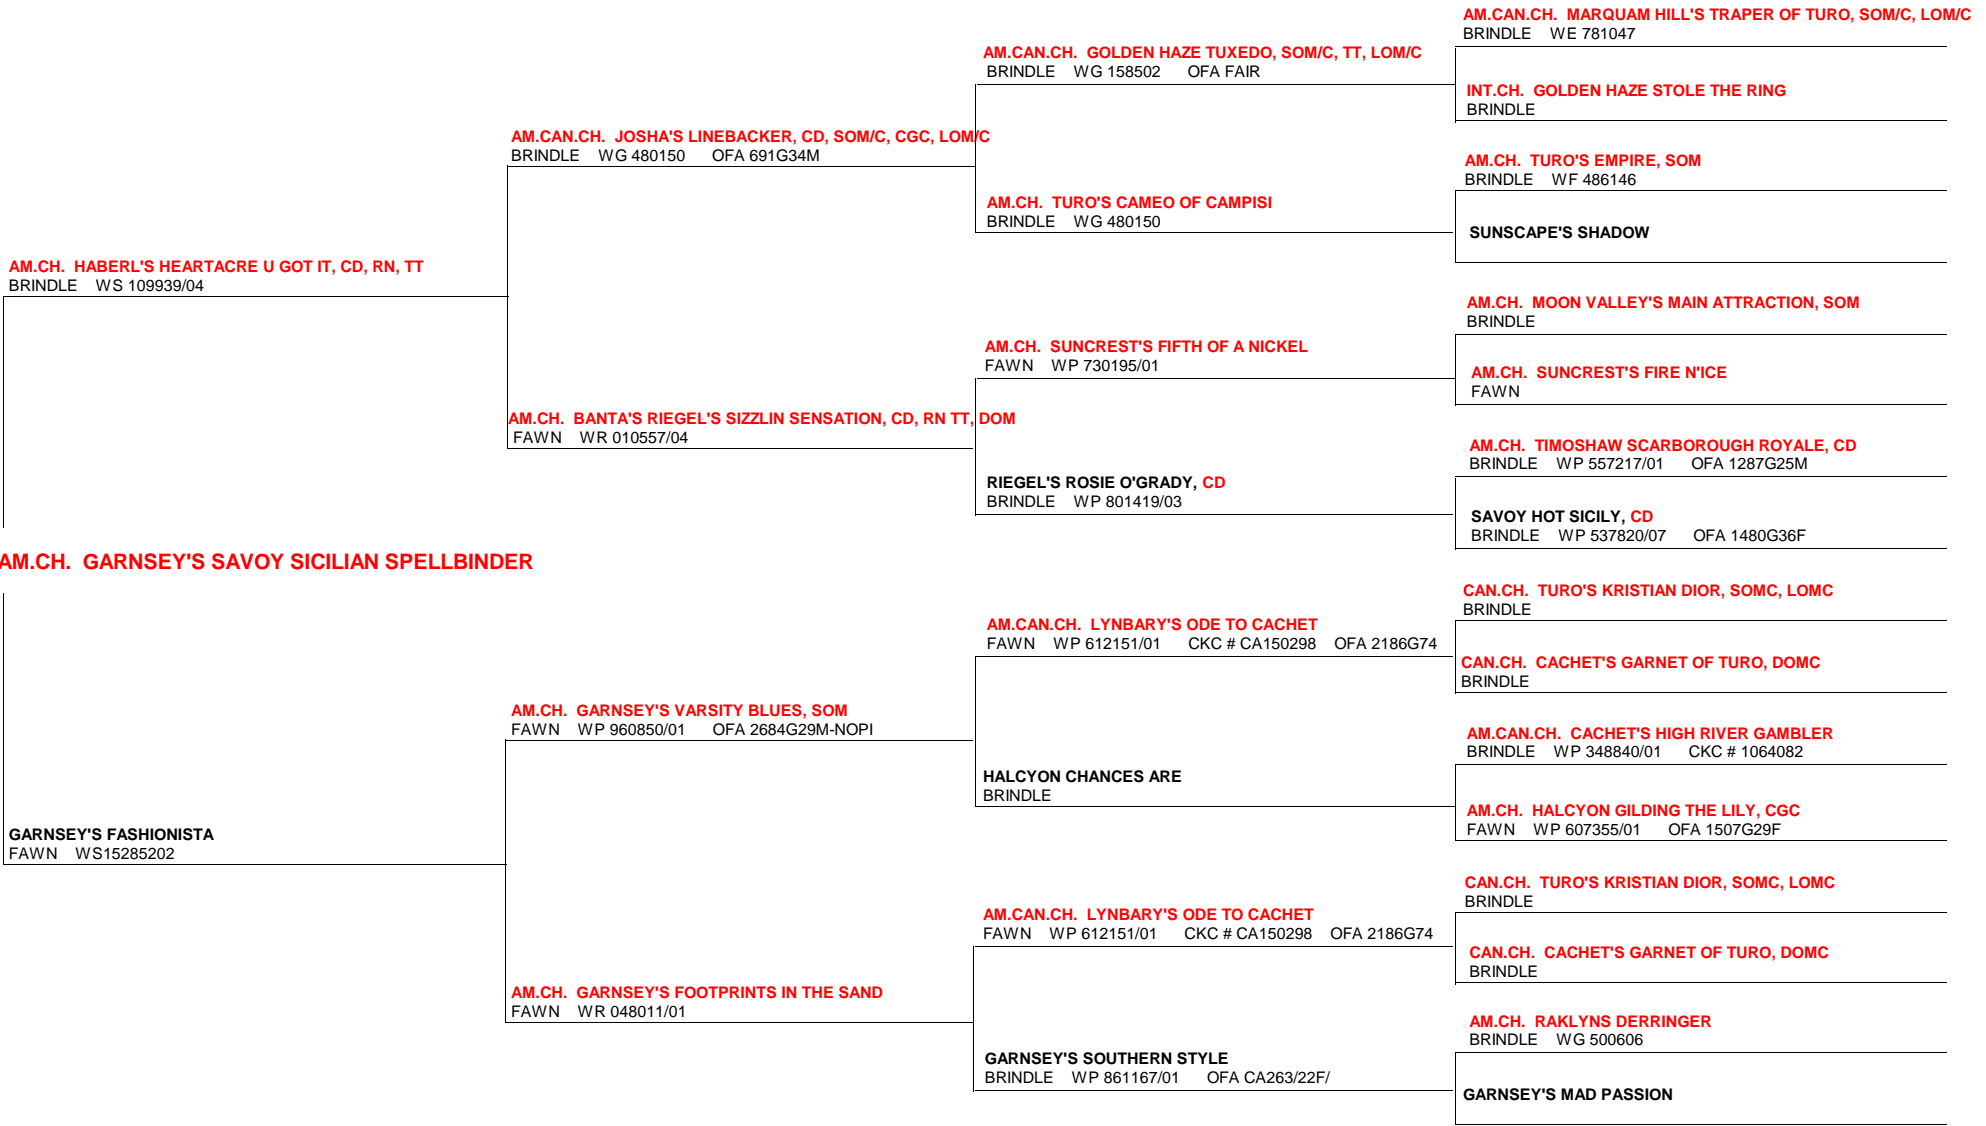 AM.CAN.CH. MARQUAM HILL'S TRAPER OF TURO, SOM/C, LOM/C
BRINDLE WE 781047
AM.CAN.CH. GOLDEN HAZE TUXEDO, SOM/C, TT, LOM/C
BRINDLE WG 158502 OFA FAIR
INT.CH. GOLDEN HAZE STOLE THE RING
BRINDLE
AM.CAN.CH. JOSHA'S LINEBACKER, CD, SOM/C, CGC, LOM/C
BRINDLE WG 480150 OFA 691G34M
AM.CH. TURO'S EMPIRE, SOM
BRINDLE WF 486146
AM.CH. TURO'S CAMEO OF CAMPISI
BRINDLE WG 480150
SUNSCAPE'S SHADOW
AM.CH. HABERL'S HEARTACRE U GOT IT, CD, RN, TT
BRINDLE WS 109939/04
AM.CH. MOON VALLEY'S MAIN ATTRACTION, SOM
BRINDLE
AM.CH. SUNCREST'S FIFTH OF A NICKEL
FAWN WP 730195/01
AM.CH. SUNCREST'S FIRE N'ICE
FAWN
AM.CH. BANTA'S RIEGEL'S SIZZLIN SENSATION, CD, RN TT, DOM
FAWN WR 010557/04
AM.CH. TIMOSHAW SCARBOROUGH ROYALE, CD
BRINDLE WP 557217/01 OFA 1287G25M
RIEGEL'S ROSIE O'GRADY, CD
BRINDLE WP 801419/03
SAVOY HOT SICILY, CD
BRINDLE WP 537820/07 OFA 1480G36F
AM.CH. GARNSEY'S SAVOY SICILIAN SPELLBINDER
CAN.CH. TURO'S KRISTIAN DIOR, SOMC, LOMC
BRINDLE
AM.CAN.CH. LYNBARY'S ODE TO CACHET
FAWN WP 612151/01 CKC # CA150298 OFA 2186G74
CAN.CH. CACHET'S GARNET OF TURO, DOMC
BRINDLE
AM.CH. GARNSEY'S VARSITY BLUES, SOM
FAWN WP 960850/01 OFA 2684G29M-NOPI
AM.CAN.CH. CACHET'S HIGH RIVER GAMBLER
BRINDLE WP 348840/01 CKC # 1064082
HALCYON CHANCES ARE
BRINDLE
AM.CH. HALCYON GILDING THE LILY, CGC
FAWN WP 607355/01 OFA 1507G29F
GARNSEY'S FASHIONISTA
FAWN WS15285202
CAN.CH. TURO'S KRISTIAN DIOR, SOMC, LOMC
BRINDLE
AM.CAN.CH. LYNBARY'S ODE TO CACHET
FAWN WP 612151/01 CKC # CA150298 OFA 2186G74
CAN.CH. CACHET'S GARNET OF TURO, DOMC
BRINDLE
AM.CH. GARNSEY'S FOOTPRINTS IN THE SAND
FAWN WR 048011/01
AM.CH. RAKLYNS DERRINGER
BRINDLE WG 500606
GARNSEY'S SOUTHERN STYLE
BRINDLE WP 861167/01 OFA CA263/22F/
GARNSEY'S MAD PASSION